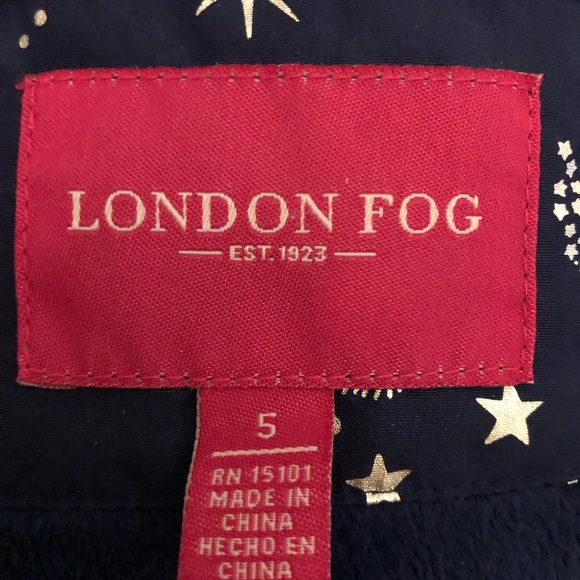 LONDON FOG
EST. 1923
5
RN 15101
MADE IN
CHINA
HECHO EN
CHINA